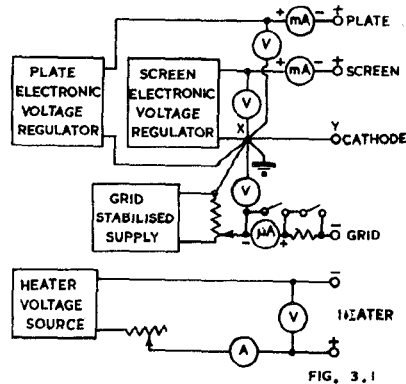 + mA - + PLATE
V
PLATE
ELECTRONIC
VOLTAGE
REGULATOR
SCREEN
ELECTRONIC
VOLTAGE
REGULATOR
+ mA - + SCREEN
V
X
Y
CATHODE
V
GRID
STABILISED
SUPPLY
- µA + - GRID
HEATER
VOLTAGE
SOURCE
-
V
HEATER
A
+
FIG. 3.1